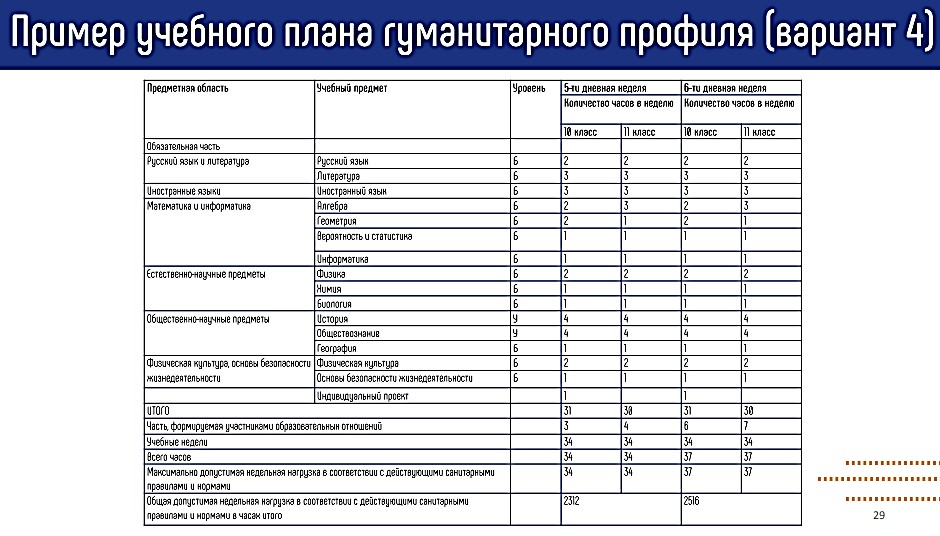 Пример учебного плана гуманитарного профиля (вариант 4)
Предметная область Учебный предмет Уровень 5-ти дневная неделя 6-ти дневная неделя
Количество часов в неделю Количество часов в неделю
10 класс 11 класс 10 класс 11 класс
Обязательная часть
Русский язык и литература Русский язык Б 2 2 2 2
Литература Б 3 3 3 3
Иностранные языки Иностранный язык Б 3 3 3 3
Математика и информатика Алгебра Б 2 3 2 3
Геометрия Б 2 1 2 1
Вероятность и статистика Б 1 1 1 1
Информатика Б 1 1 1 1
Естественно-научные предметы Физика Б 2 2 2 2
Химия Б 1 1 1 1
Биология Б 1 1 1 1
Общественно-научные предметы История У 4 4 4 4
Обществознание У 4 4 4 4
География Б 1 1 1 1
Физическая культура, основы безопасности Физическая культура Б 2 2 2 2
жизнедеятельности Основы безопасности жизнедеятельности Б 1 1 1 1
Индивидуальный проект 1 1
ИТОГО 31 30 31 30
Часть, формируемая участниками образовательных отношений 3 4 6 7
Учебные недели 34 34 34 34
Всего часов 34 34 37 37
Максимально допустимая недельная нагрузка в соответствии с действующими санитарными 34 34 37 37
правилами и нормами
Общая допустимая недельная нагрузка в соответствии с действующими санитарными 2312 2516
правилами и нормами в часах итого
29